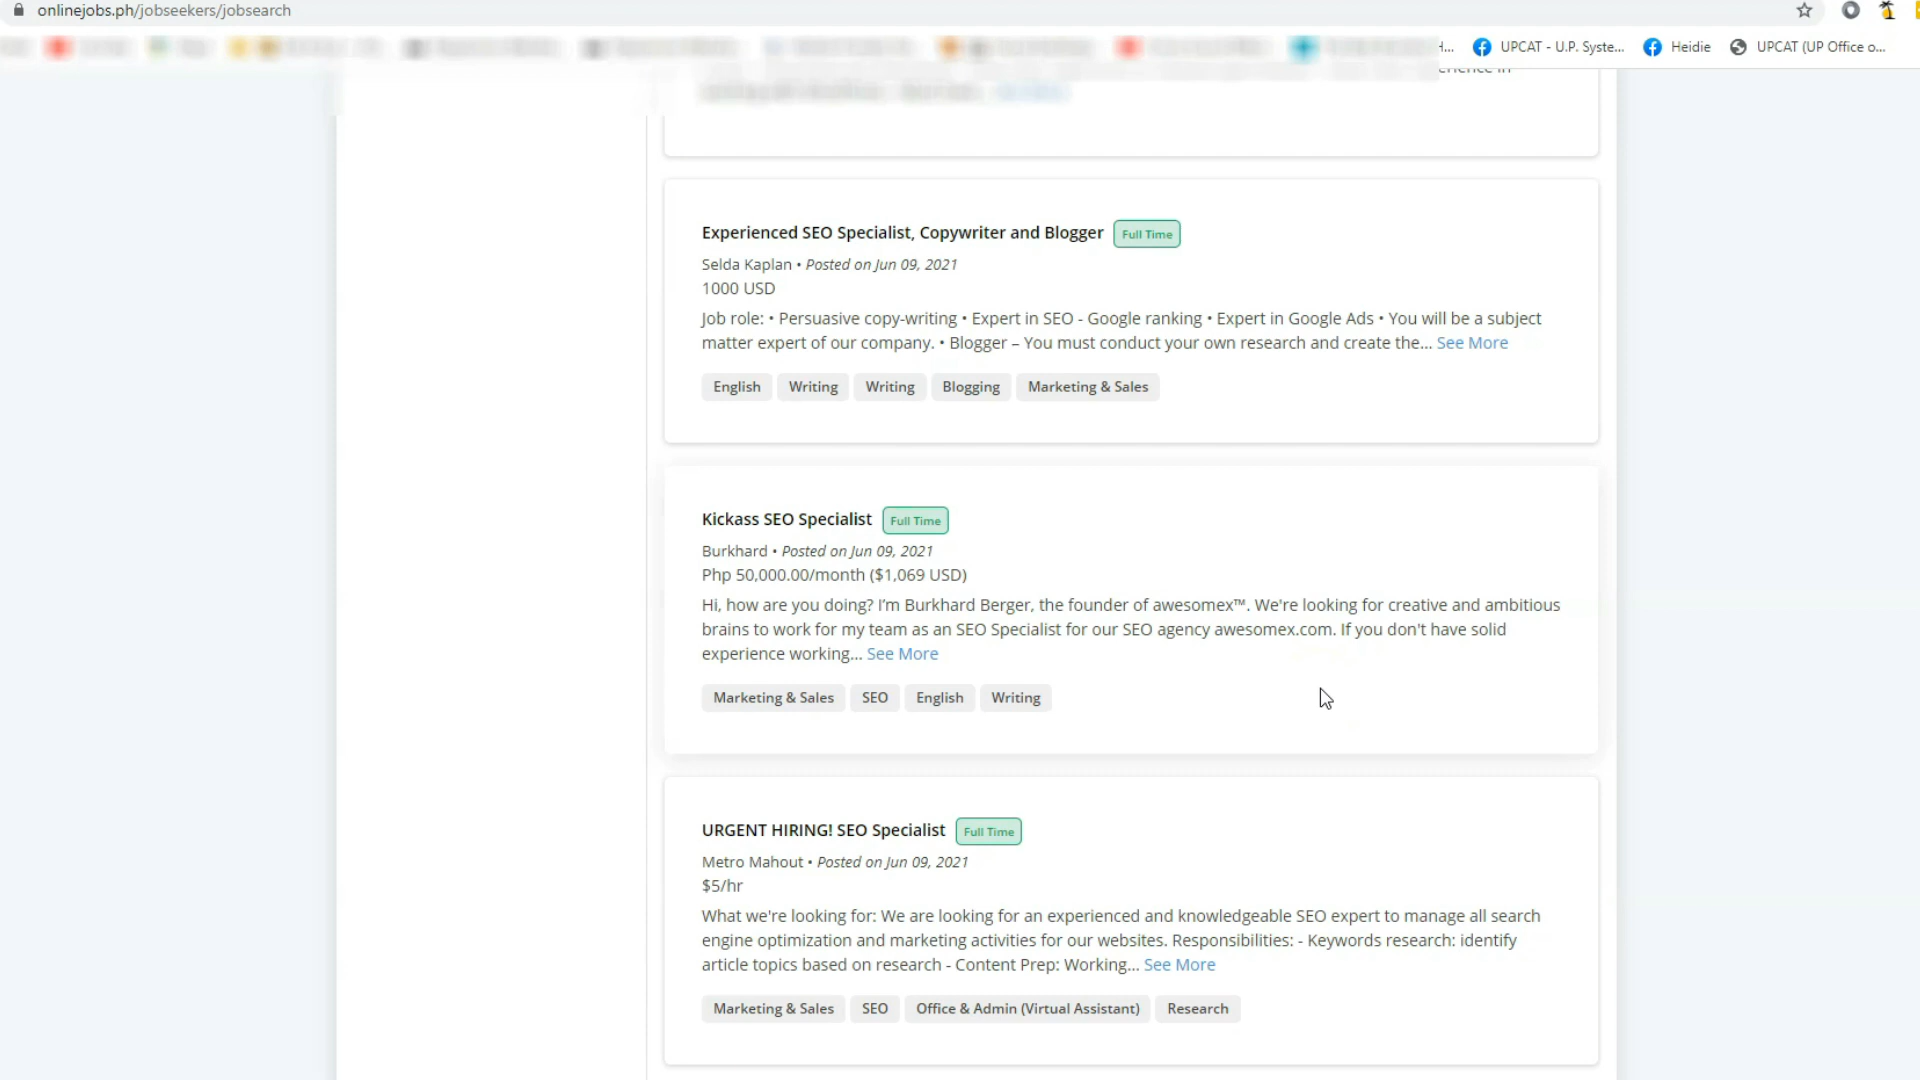 onlinejobs.ph/jobseekers/jobsearch
UPCAT - U.P. Syste...
Heidie
UPCAT (UP Office o...
Experienced SEO Specialist, Copywriter and Blogger Full Time
Selda Kaplan • Posted on Jun 09, 2021
1000 USD
Job role: • Persuasive copy-writing • Expert in SEO - Google ranking • Expert in Google Ads • You will be a subject
matter expert of our company. • Blogger – You must conduct your own research and create the... See More
English Writing Writing Blogging Marketing & Sales
Kickass SEO Specialist Full Time
Burkhard • Posted on Jun 09, 2021
Php 50,000.00/month ($1,069 USD)
Hi, how are you doing? I'm Burkhard Berger, the founder of awesomex™. We're looking for creative and ambitious
brains to work for my team as an SEO Specialist for our SEO agency awesomex.com. If you don't have solid
experience working... See More
Marketing & Sales SEO English Writing
URGENT HIRING! SEO Specialist Full Time
Metro Mahout • Posted on Jun 09, 2021
$5/hr
What we're looking for: We are looking for an experienced and knowledgeable SEO expert to manage all search
engine optimization and marketing activities for our websites. Responsibilities: - Keywords research: identify
article topics based on research - Content Prep: Working... See More
Marketing & Sales SEO Office & Admin (Virtual Assistant) Research